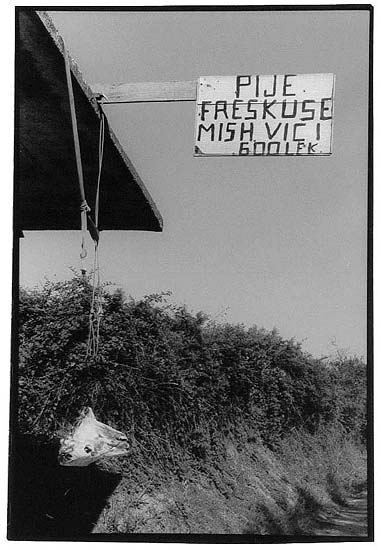 PIJE
FRESKUSE
MISH VICI
600 LEK.